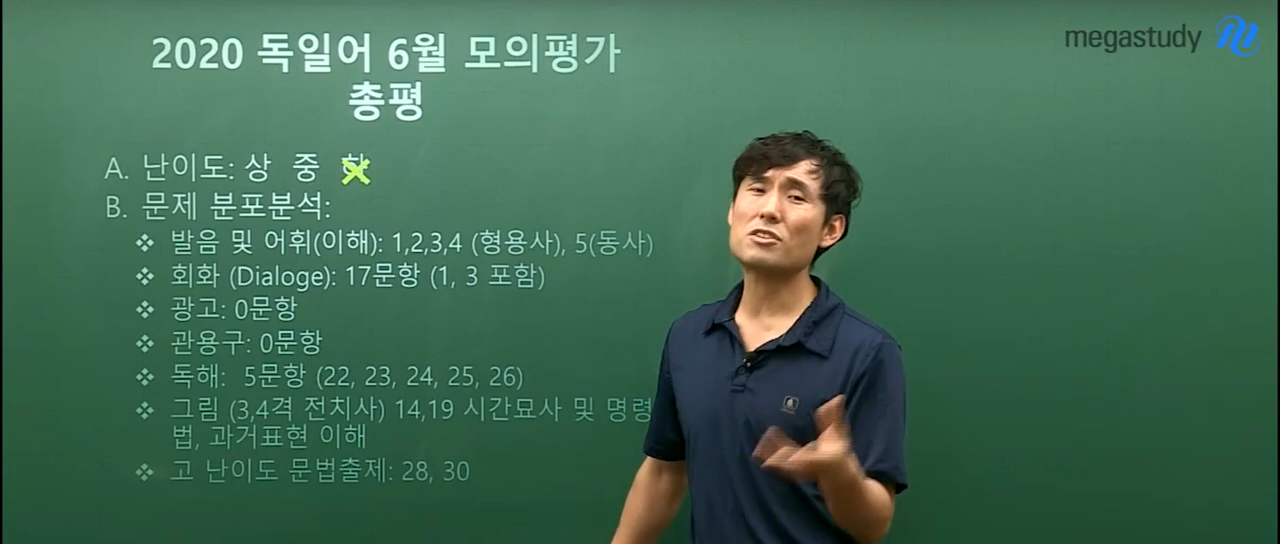 2020 독일어 6월 모의평가
총평
megastudy
A. 난이도: 상 중 하
B. 문제 분포분석:
❖ 발음 및 어휘(이해): 1,2,3,4 (형용사), 5(동사)
❖ 회화 (Dialoge): 17문항 (1, 3 포함)
❖ 광고: 0문항
❖ 관용구: 0문항
❖ 독해: 5문항 (22, 23, 24, 25, 26)
❖ 그림 (3,4격 전치사) 14,19 시간묘사 및 명령
법, 과거표현 이해
❖ 고 난이도 문법출제: 28, 30